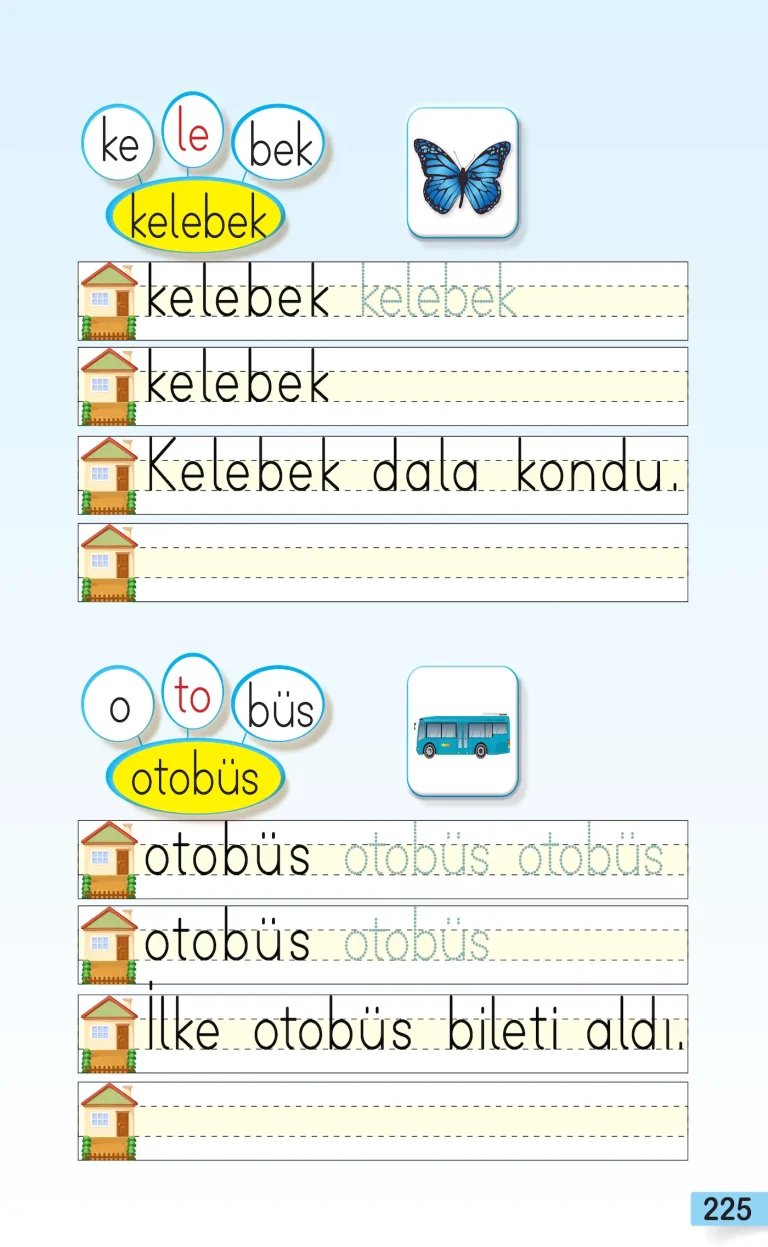 ke le bek
kelebek
kelebek kelebek
kelebek
Kelebek dala kondu.
o to büs
otobüs
otobüs otobüs otobüs
otobüs otobüs
İlke otobüs bileti aldı.
225